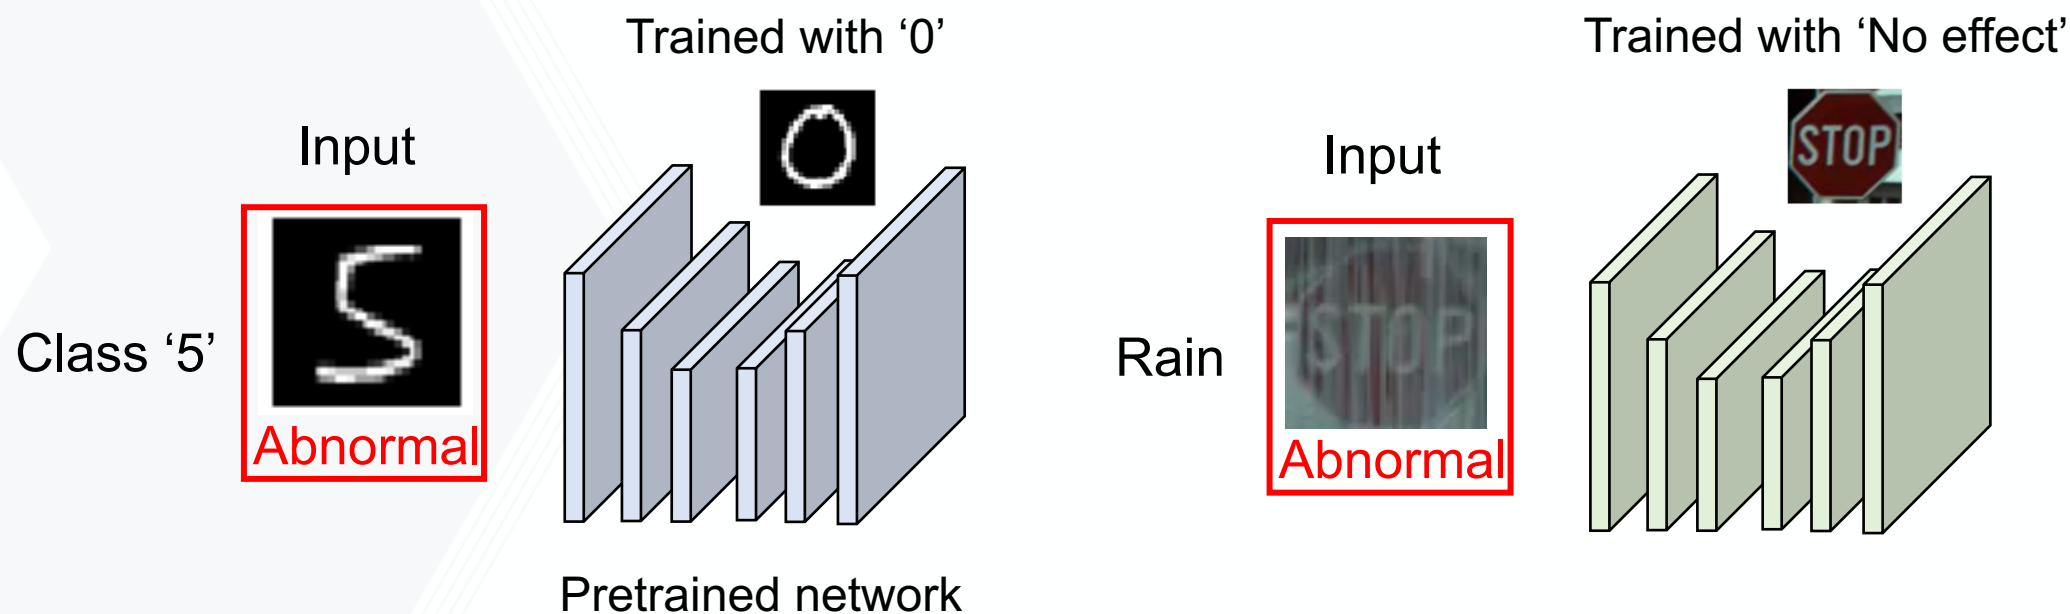 Trained with ‘0’
Input
Class ‘5’
Abnormal
Pretrained network
Trained with ‘No effect’
STOP
Input
Rain
STOP
Abnormal